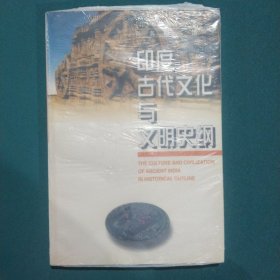 印度
古代文化
与
文明史纲
THE CULTURE AND CIVILIZATION
OF ANCIENT INDIA
IN HISTORICAL OUTLINE